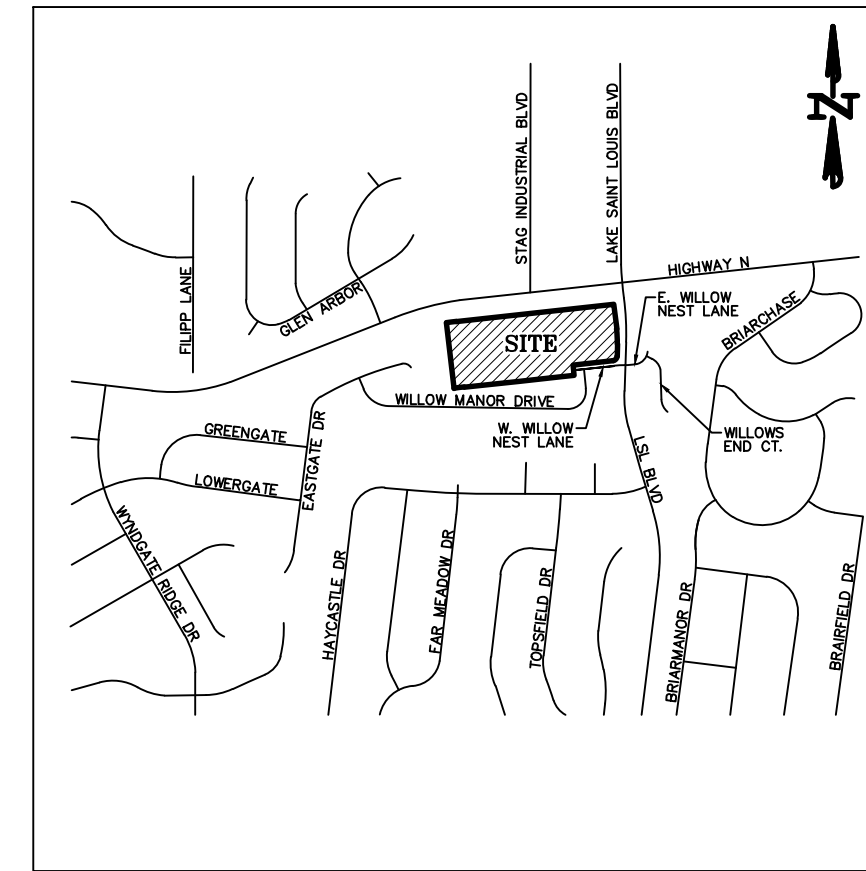 N
STAG INDUSTRIAL BLVD
LAKE SAINT LOUIS BLVD
HIGHWAY N
FILIPP LANE
GLEN ARBOR
E. WILLOW
NEST LANE
BRIARCHASE
SITE
WILLOW MANOR DRIVE
W. WILLOW
NEST LANE
WILLOWS
END CT.
GREENGATE
EASTGATE DR
LOWERGATE
LSL BLVD
WYNDGATE RIDGE DR
HAYCASTLE DR
FAR MEADOW DR
TOPSFIELD DR
BRIARMANOR DR
BRAIRFIELD DR